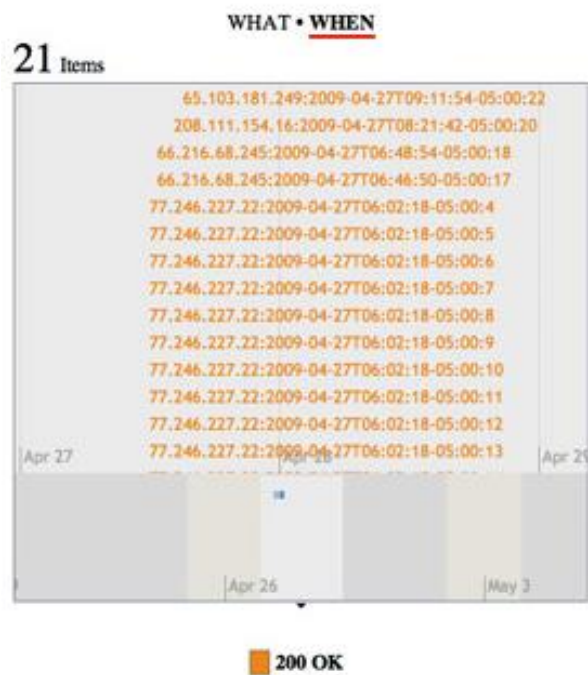 WHAT • WHEN
21 Items
65.103.181.249:2009-04-27T09:11:54-05:00:22
208.111.154.16:2009-04-27T08:21:42-05:00:20
66.216.68.245:2009-04-27T06:48:54-05:00:18
66.216.68.245:2009-04-27T06:46:50-05:00:17
77.246.227.22:2009-04-27T06:02:18-05:00:4
77.246.227.22:2009-04-27T06:02:18-05:00:5
77.246.227.22:2009-04-27T06:02:18-05:00:6
77.246.227.22:2009-04-27T06:02:18-05:00:7
77.246.227.22:2009-04-27T06:02:18-05:00:8
77.246.227.22:2009-04-27T06:02:18-05:00:9
77.246.227.22:2009-04-27T06:02:18-05:00:10
77.246.227.22:2009-04-27T06:02:18-05:00:11
77.246.227.22:2009-04-27T06:02:18-05:00:12
77.246.227.22:2009-04-27T06:02:18-05:00:13
Apr 27 Apr 28 Apr 29
Apr 26 May 3
200 OK